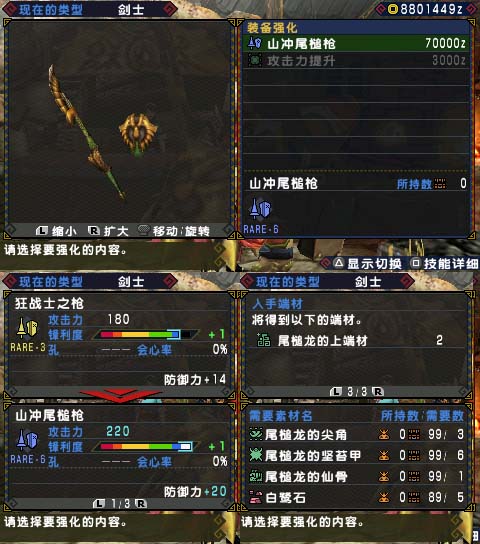 现在的类型 剑士
8801449z
装备强化
山冲尾槌枪 70000z
攻击力提升 3000z
山冲尾槌枪 所持数 0
RARE-6
L 缩小 R 扩大 移动/旋转
请选择要强化的内容。
△显示切换 □技能详细
现在的类型 剑士
狂战士之枪
攻击力 180
锋利度 +1
RARE-3 孔 ——— 会心率 0%
防御力+14
山冲尾槌枪
攻击力 220
锋利度 +1
RARE-6 孔 会心率 0%
防御力+20
L 1/3 R
请选择要强化的内容。
现在的类型 剑士
入手端材
将得到以下的端材。
尾槌龙的上端材 2
L 3/3 R
需要素材名 所持数/需要数
尾槌龙的尖角 0 99/ 3
尾槌龙的坚苔甲 0 99/ 6
尾槌龙的仙骨 0 99/ 1
白鹭石 0 89/ 5
请选择要强化的内容。